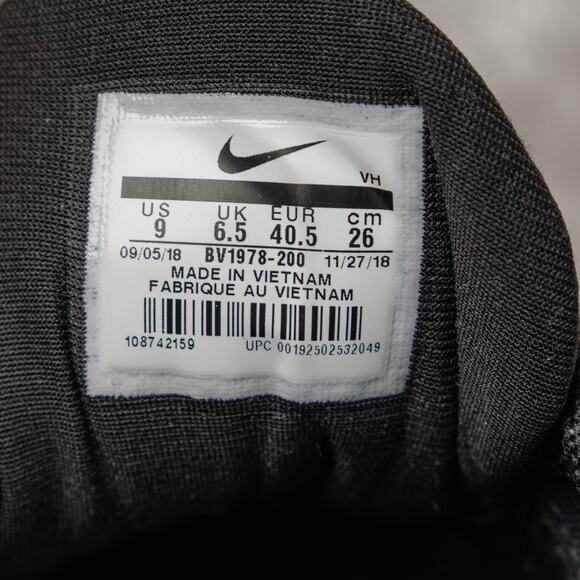 VH
US UK EUR cm
9 6.5 40.5 26
09/05/18 BV1978-200 11/27/18
MADE IN VIETNAM
FABRIQUE AU VIETNAM
108742159 UPC 00192502532049